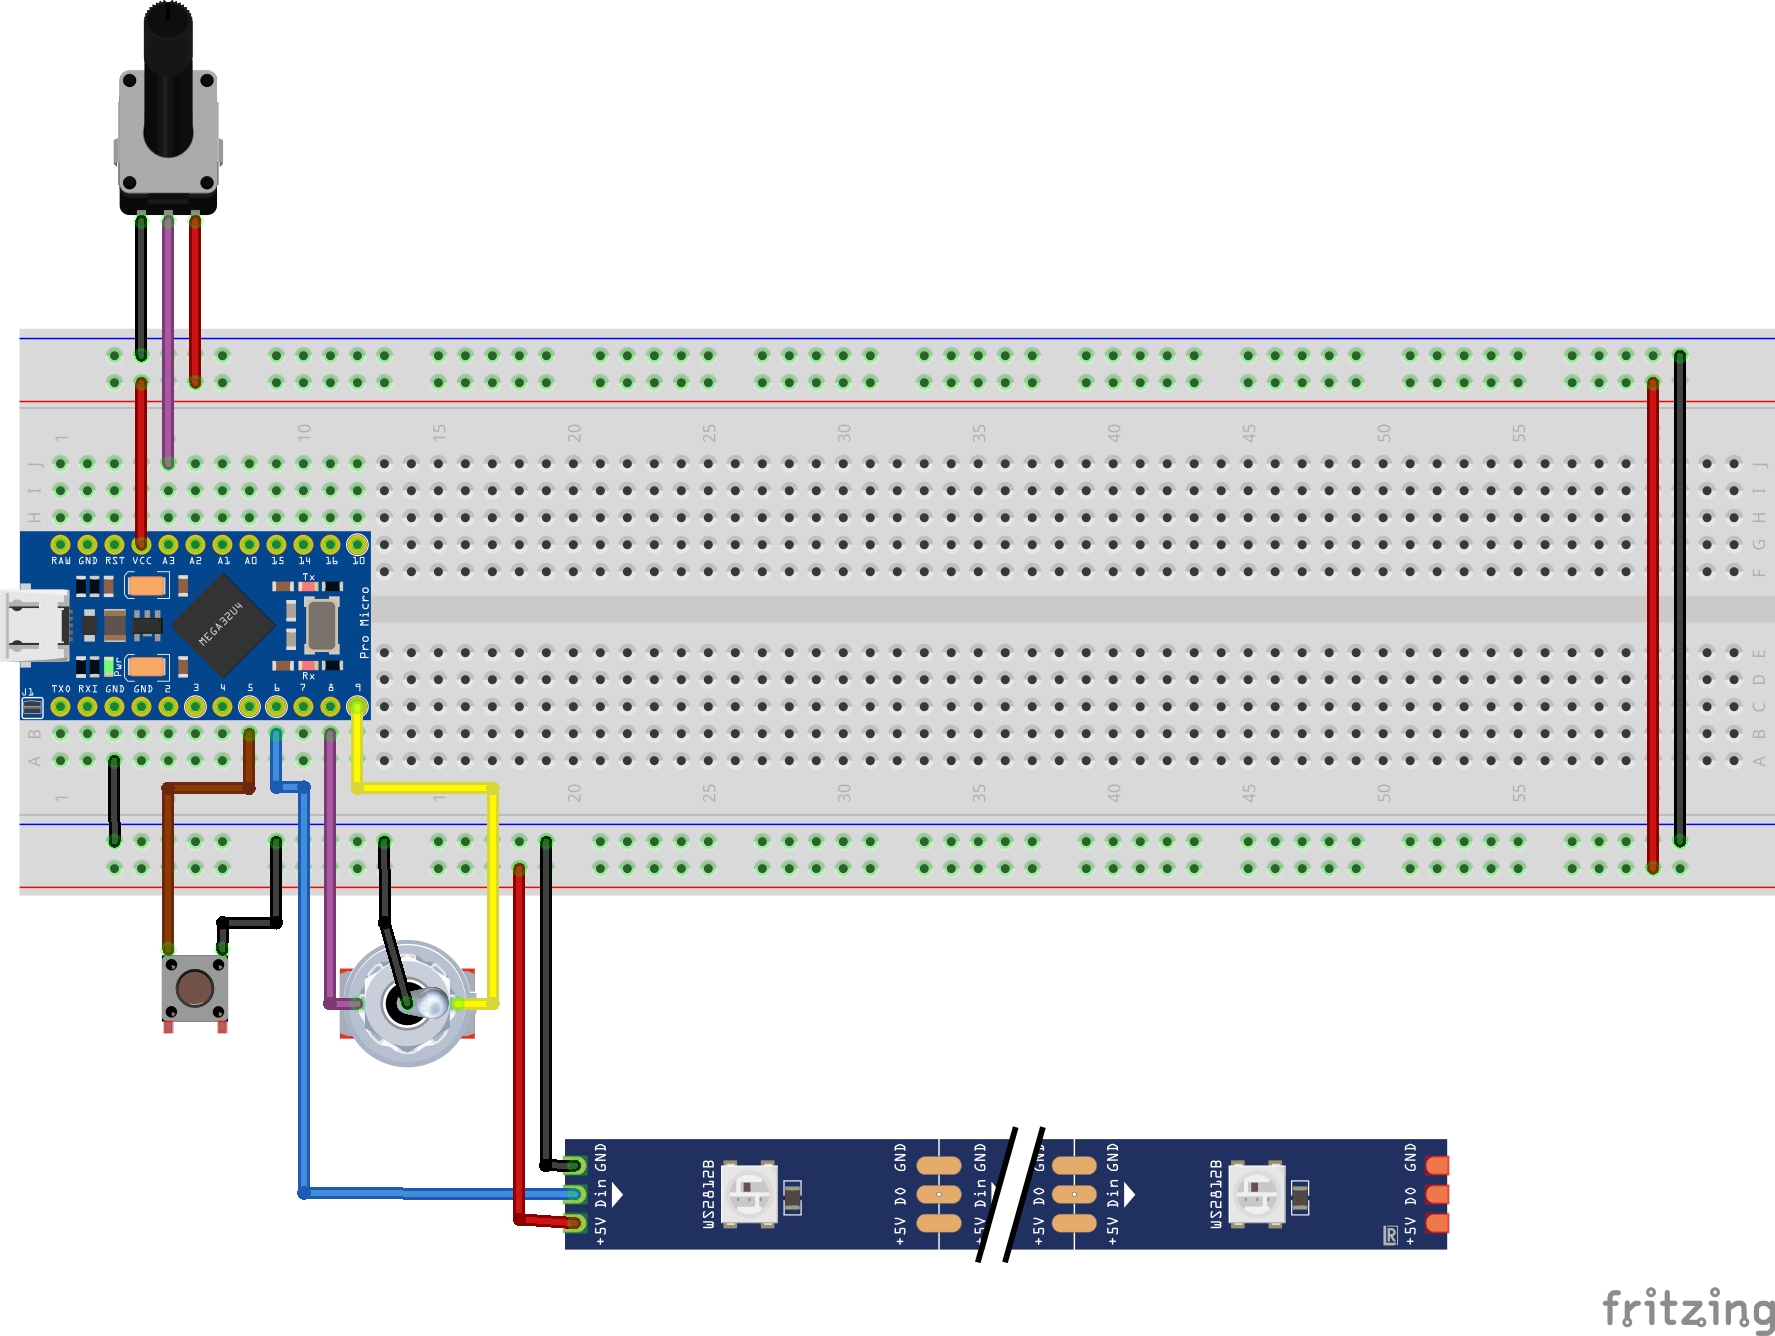 1 10 15 20 25 30 35 40 45 50 55
J J
I I
H H
G
F
RAW GND RST VCC A3 A2 A1 A0 15 14 16 10
Tx
MEGA32U4
Pro Micro
Pwr
Rx
J1
TXO RXI GND GND 2 3 4 5 6 7 8 9
E
D
C
B B
A A
1 1 20 25 30 35 40 45 50 55
GND GND GND GND GND GND
Din DO Din DO Din DO
+5V +5V +5V +5V +5V +5V
WS2812B WS2812B
R
fritzing